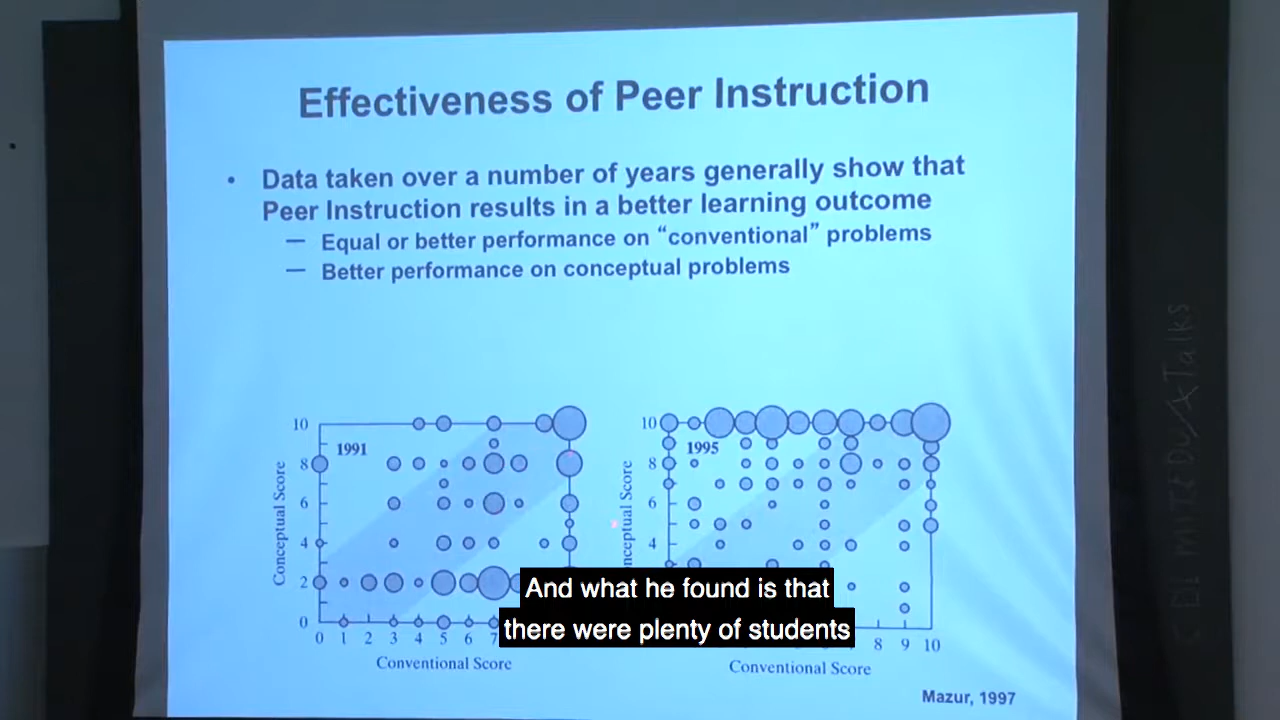 Effectiveness of Peer Instruction
• Data taken over a number of years generally show that
Peer Instruction results in a better learning outcome
— Equal or better performance on “conventional” problems
— Better performance on conceptual problems
10
8
6
4
2
0
1991
Conceptual Score
0 1 2 3 4 5 6 7
Conventional Score
10
8
6
4
1995
nceptual Score
8 9 10
Conventional Score
And what he found is that
there were plenty of students
Mazur, 1997